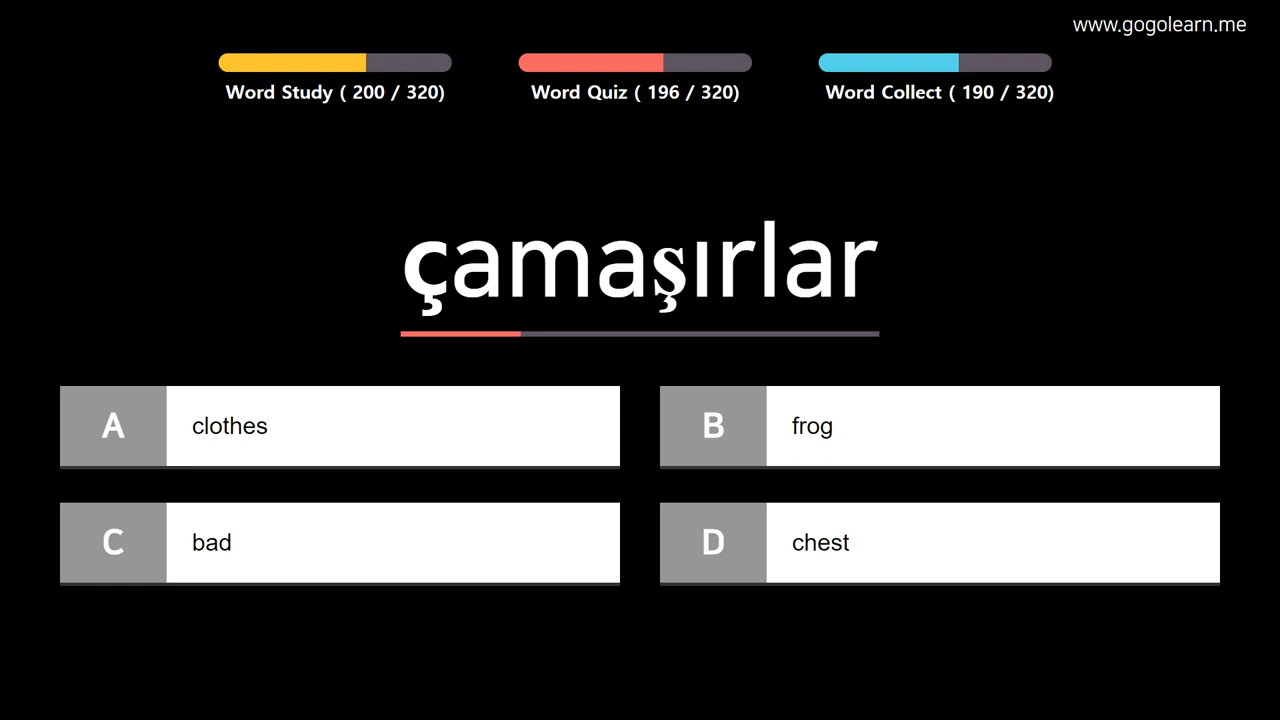 www.gogolearn.me
Word Study ( 200 / 320)
Word Quiz ( 196 / 320)
Word Collect ( 190 / 320)
çamaşırlar
A clothes
B frog
C bad
D chest